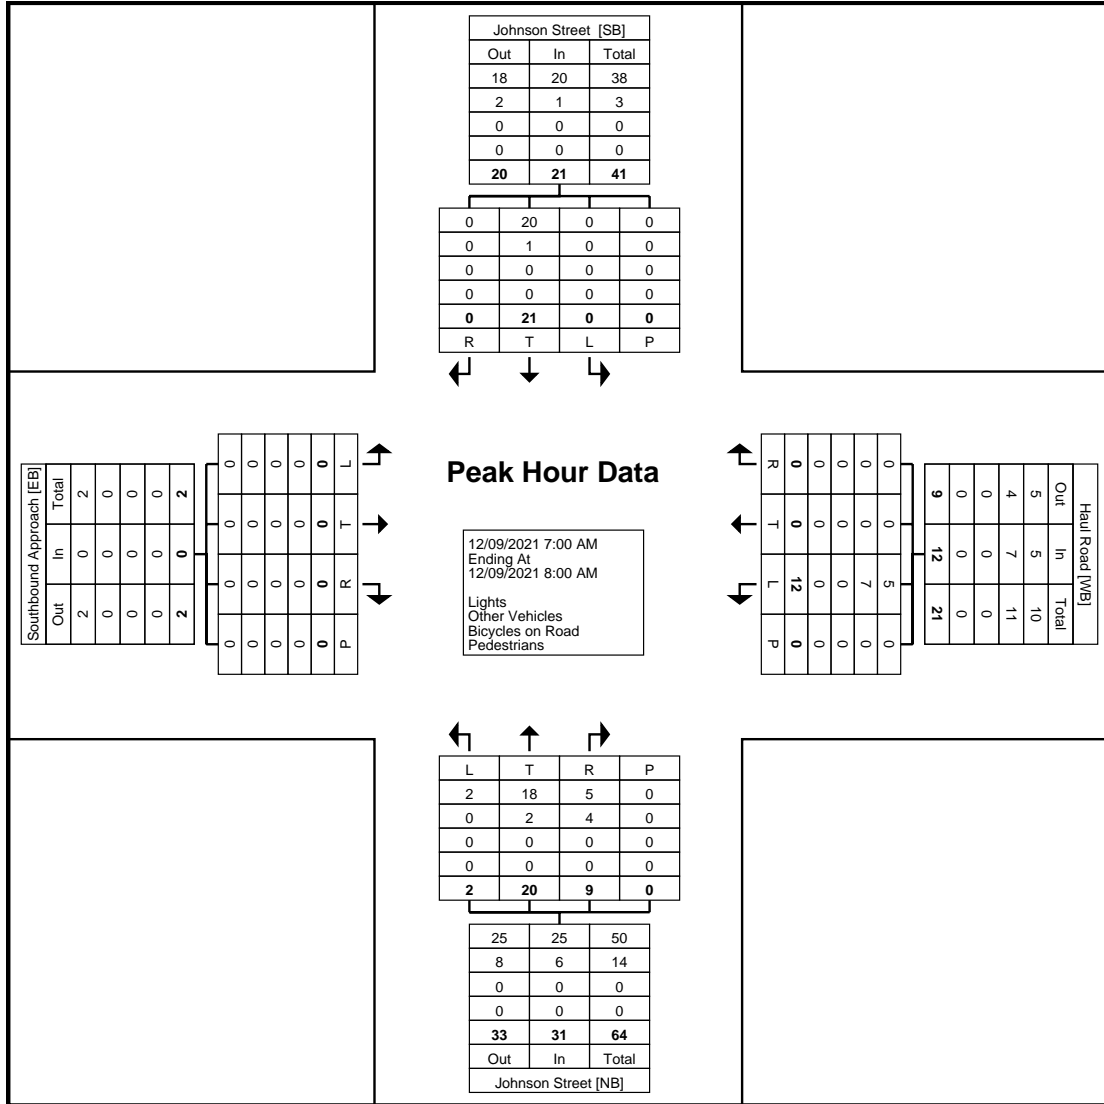 Johnson Street [SB]
Out In Total
18 20 38
2 1 3
0 0 0
0 0 0
20 21 41
0 20 0 0
0 1 0 0
0 0 0 0
0 0 0 0
0 21 0 0
R T L P
Southbound Approach [EB]
Out In Total
2 0 2
0 0 0
0 0 0
0 0 0
2 0 2
0 0 0 0
0 0 0 0
0 0 0 0
0 0 0 0
0 0 0 0
L T R P
Peak Hour Data
12/09/2021 7:00 AM
Ending At
12/09/2021 8:00 AM
Lights
Other Vehicles
Bicycles on Road
Pedestrians
Haul Road [WB]
Out In Total
5 5 10
4 7 11
0 0 0
0 0 0
9 12 21
0 0 5 0
0 0 7 0
0 0 0 0
0 0 0 0
0 0 12 0
R T L P
L T R P
2 18 5 0
0 2 4 0
0 0 0 0
0 0 0 0
2 20 9 0
25 25 50
8 6 14
0 0 0
0 0 0
33 31 64
Out In Total
Johnson Street [NB]